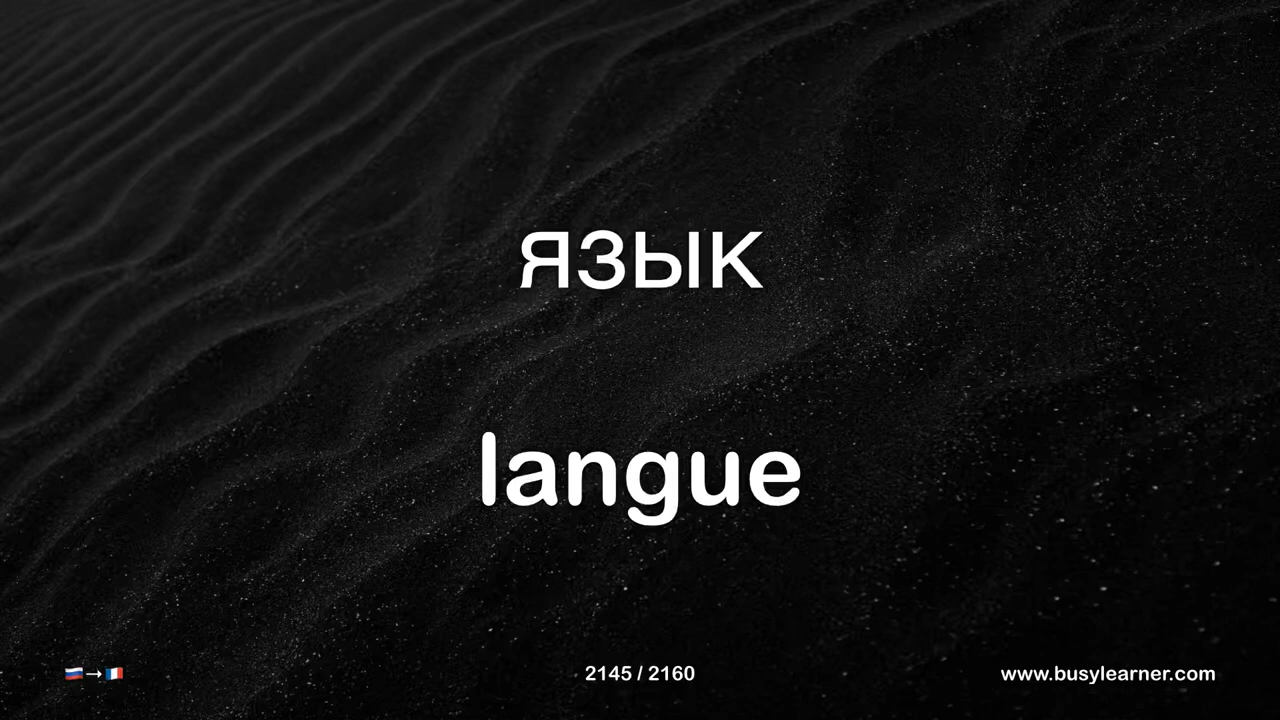 язык
langue
🇷🇺→🇫🇷
2145 / 2160
www.busylearner.com